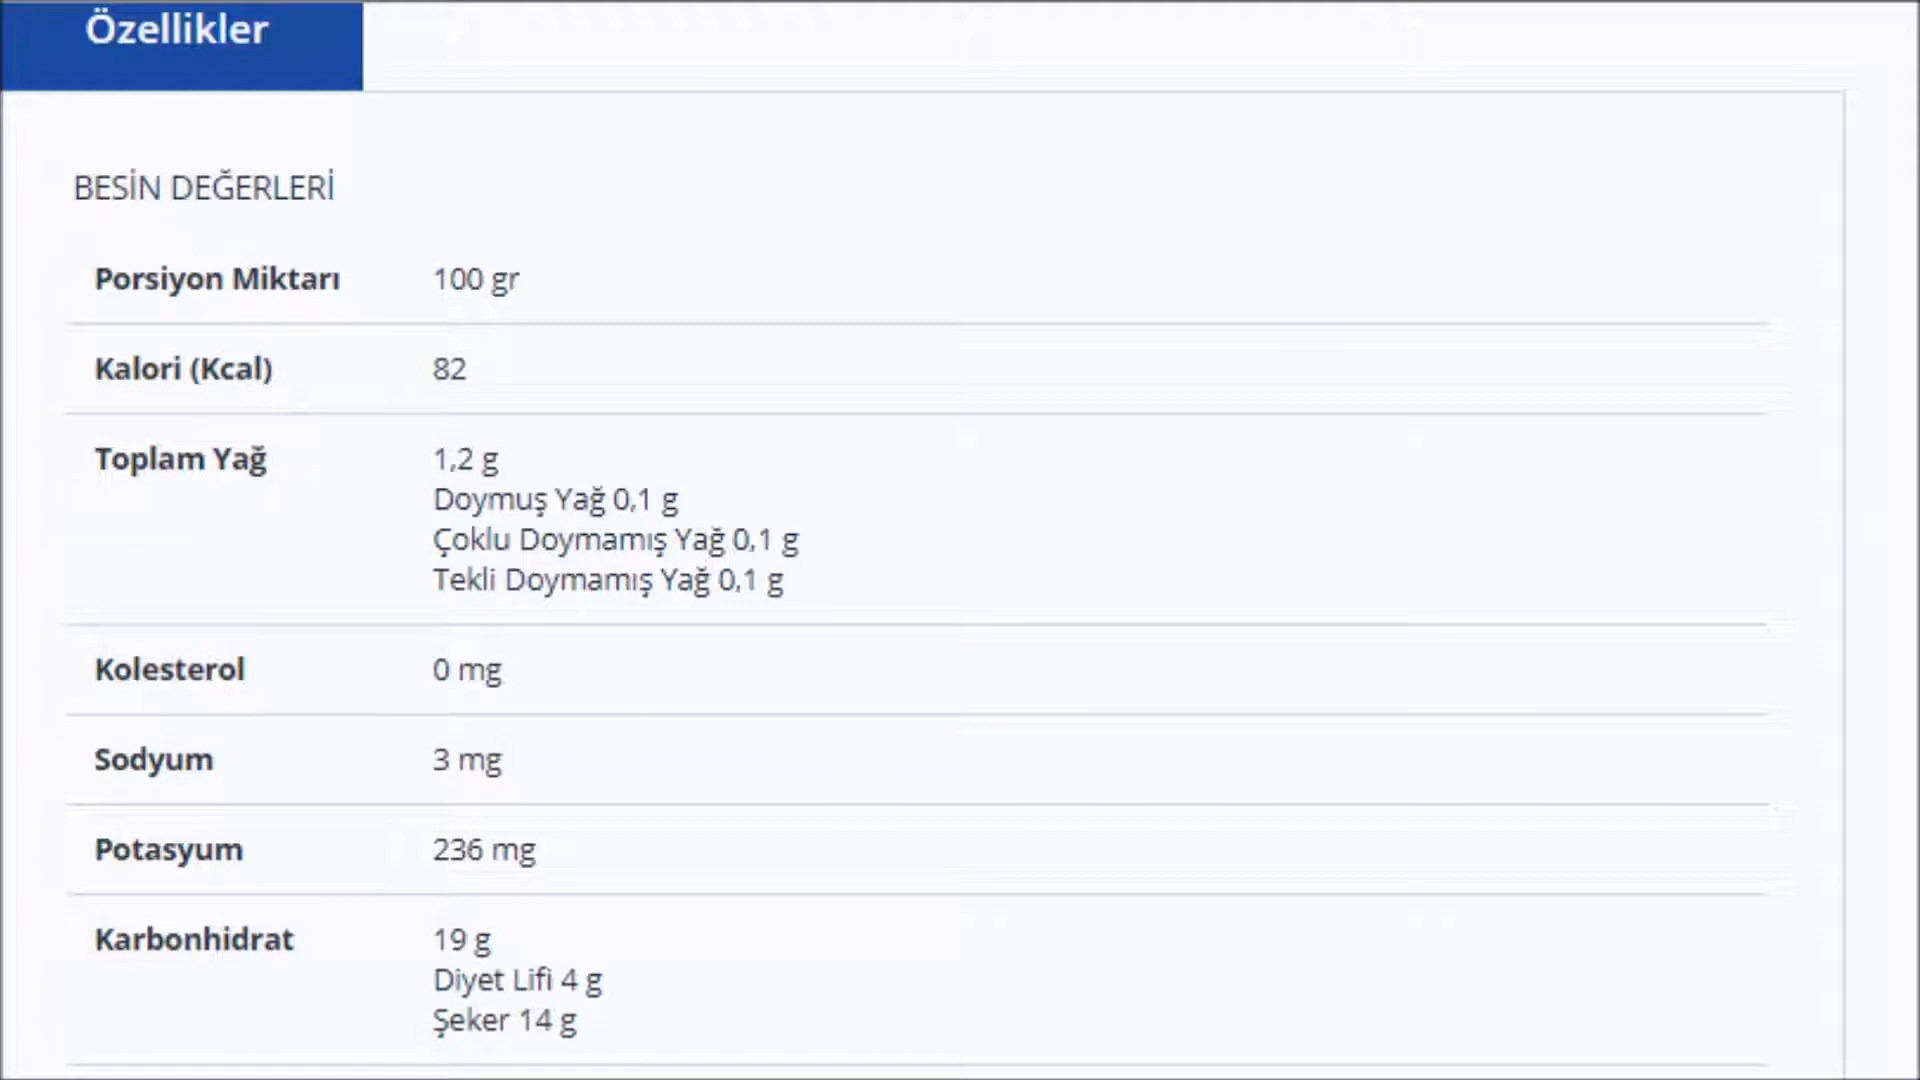 Özellikler
BESİN DEĞERLERİ
Porsiyon Miktarı 100 gr
Kalori (Kcal) 82
Toplam Yağ 1,2 g
Doymuş Yağ 0,1 g
Çoklu Doymamış Yağ 0,1 g
Tekli Doymamış Yağ 0,1 g
Kolesterol 0 mg
Sodyum 3 mg
Potasyum 236 mg
Karbonhidrat 19 g
Diyet Lifi 4 g
Şeker 14 g